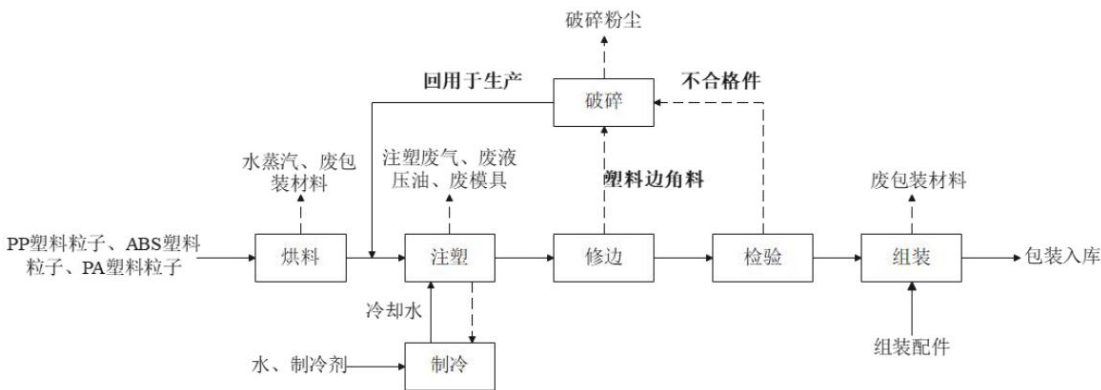 破碎粉尘
回用于生产
破碎
不合格件
水蒸汽、废包
装材料
注塑废气、废液
压油、废模具
塑料边角料
废包装材料
PP塑料粒子、ABS塑料
粒子、PA塑料粒子
烘料
注塑
修边
检验
组装
包装入库
冷却水
水、制冷剂
制冷
组装配件